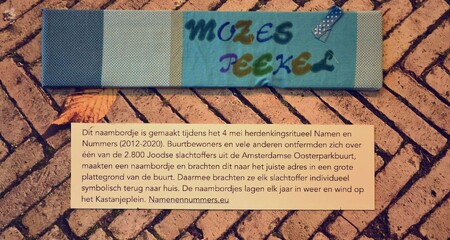 MOZES
PEEKEL
Dit naambordje is gemaakt tijdens het 4 mei herdenkingsritueel Namen en
Nummers (2012-2020). Buurtbewoners en vele anderen ontfermden zich over
één van de 2.800 Joodse slachtoffers uit de Amsterdamse Oosterparkbuurt,
maakten een naambordje en brachten dit naar het juiste adres in een grote
plattegrond van de buurt. Daarmee brachten ze elk slachtoffer individueel
symbolisch terug naar huis. De naambordjes lagen elk jaar in weer en wind op
het Kastanjeplein. Namenennummers.eu